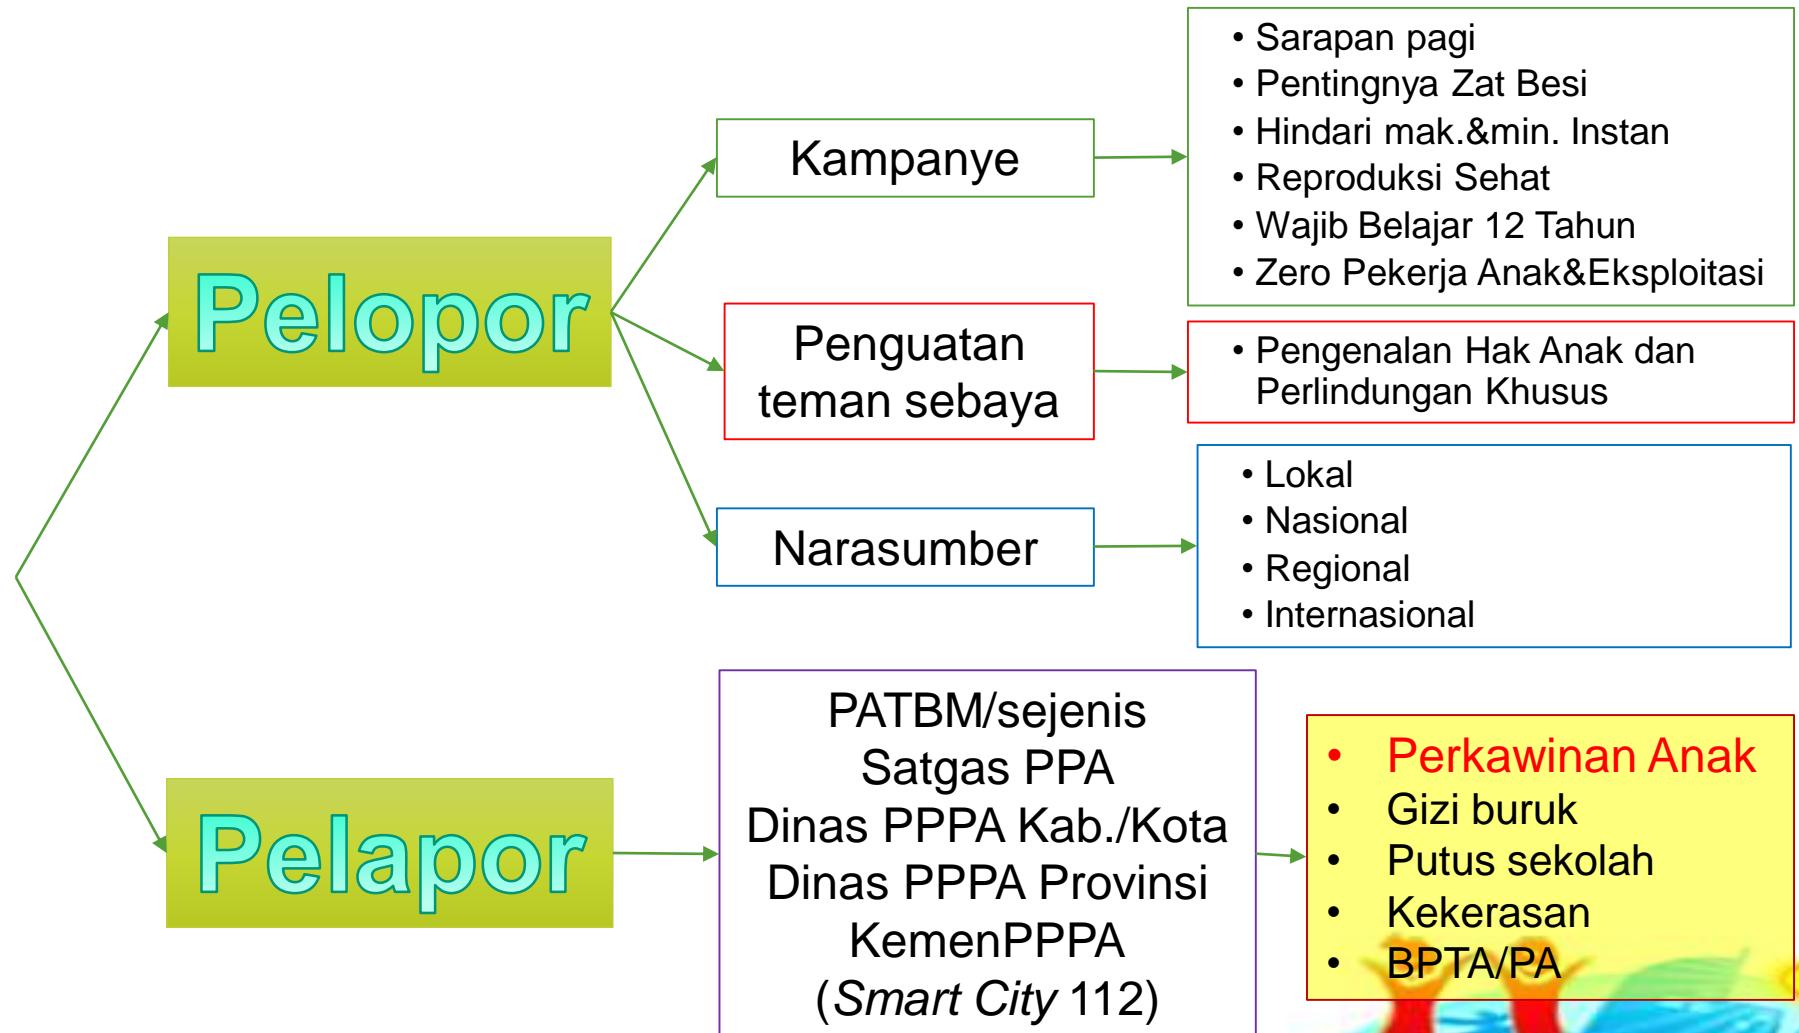 Pelopor
Kampanye
• Sarapan pagi
• Pentingnya Zat Besi
• Hindari mak.&min. Instan
• Reproduksi Sehat
• Wajib Belajar 12 Tahun
• Zero Pekerja Anak&Eksploitasi
Penguatan
teman sebaya
• Pengenalan Hak Anak dan
Perlindungan Khusus
Narasumber
• Lokal
• Nasional
• Regional
• Internasional
Pelapor
PATBM/sejenis
Satgas PPA
Dinas PPPA Kab./Kota
Dinas PPPA Provinsi
KemenPPPA
(Smart City 112)
• Perkawinan Anak
• Gizi buruk
• Putus sekolah
• Kekerasan
• BPTA/PA